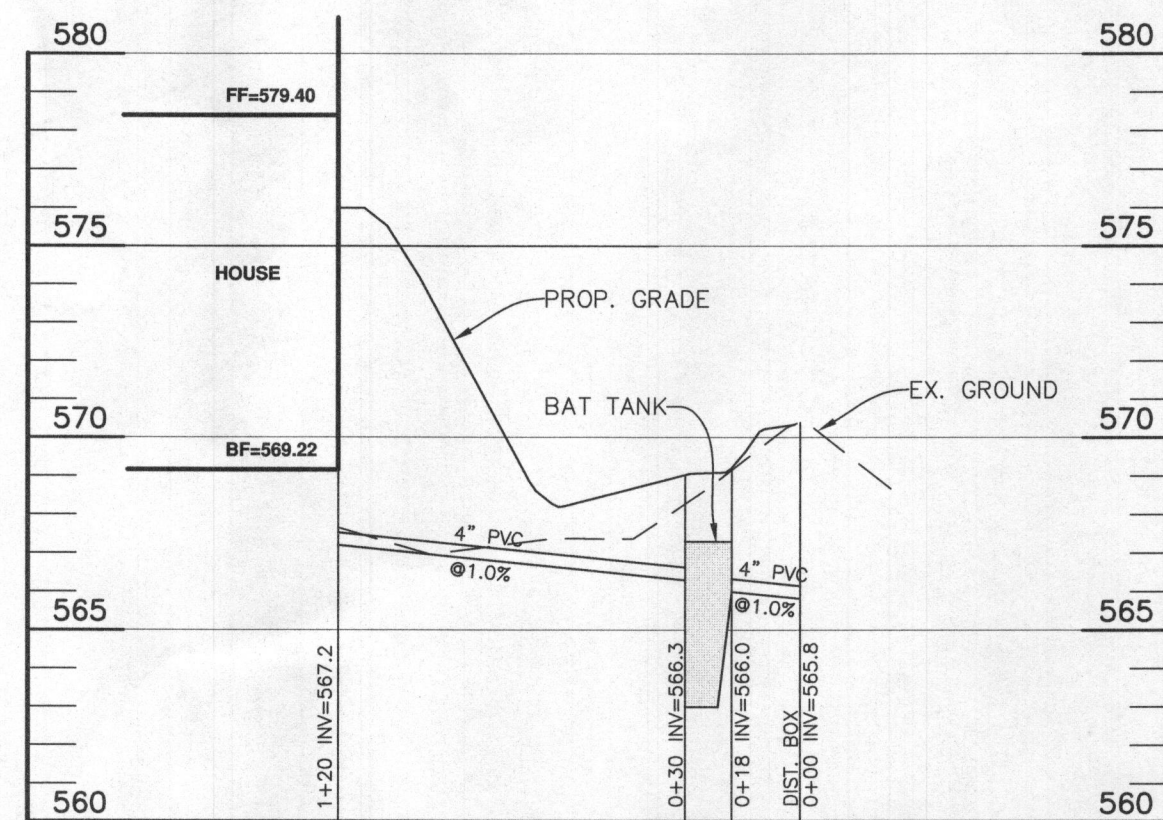 580
580
FF=579.40
575
575
HOUSE
PROP. GRADE
BAT TANK
EX. GROUND
570
570
BF=569.22
4" PVC
@1.0%
4" PVC
@1.0%
565
565
1+20 INV=567.2
0+30 INV=566.3
0+18 INV=566.0
DIST. BOX
0+00 INV=565.8
560
560